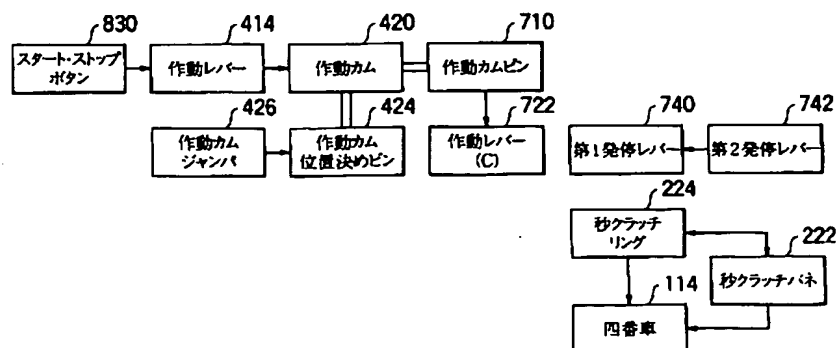 830
414
420
710
スタート・ストップ
ボタン
作動レバー
作動カム
作動カムピン
426
424
722
740
742
作動カム
ジャンパ
作動カム
位置決めピン
作動レバー
(C)
第1発停レバー
第2発停レバー
224
秒クラッチ
リング
222
秒クラッチバネ
114
四番車